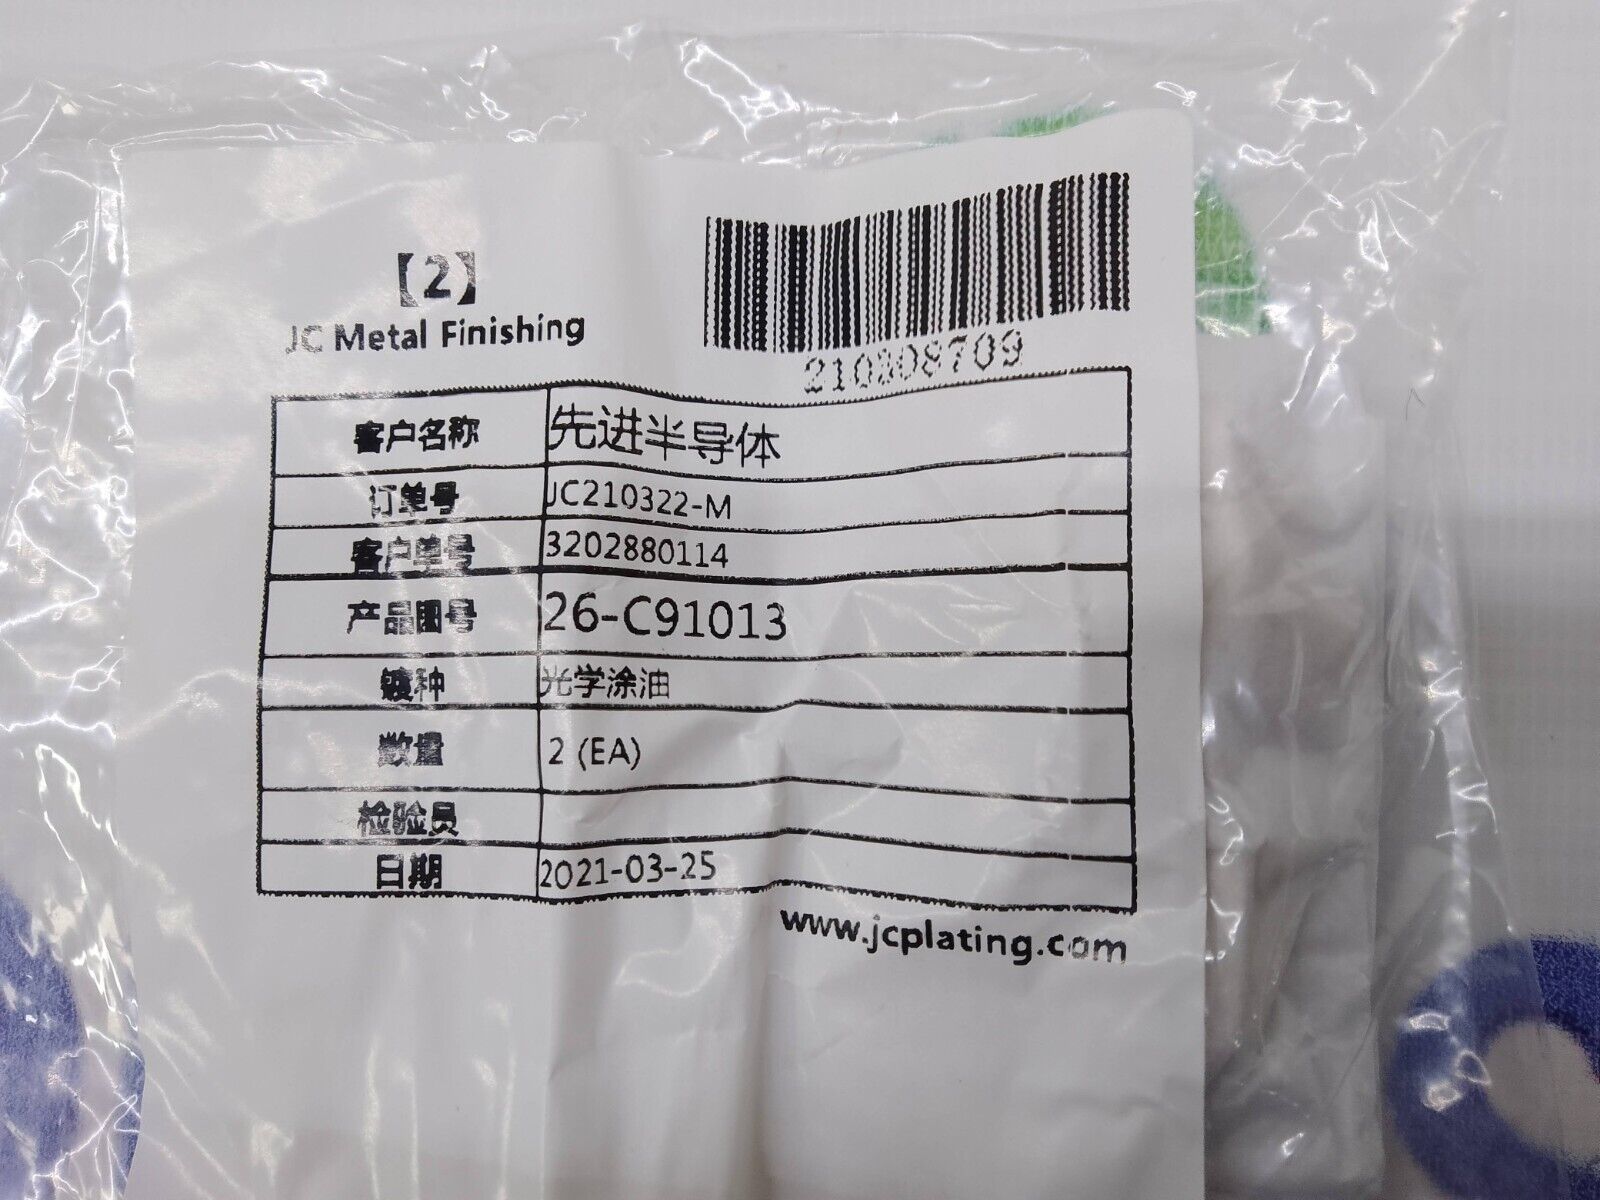 【2】
JC Metal Finishing
210308709
客户名称 先进半导体
订单号 JC210322-M
客户单号 3202880114
产品图号 26-C91013
镀种 光学涂油
数量 2 (EA)
检验员
日期 2021-03-25
www.jcplating.com